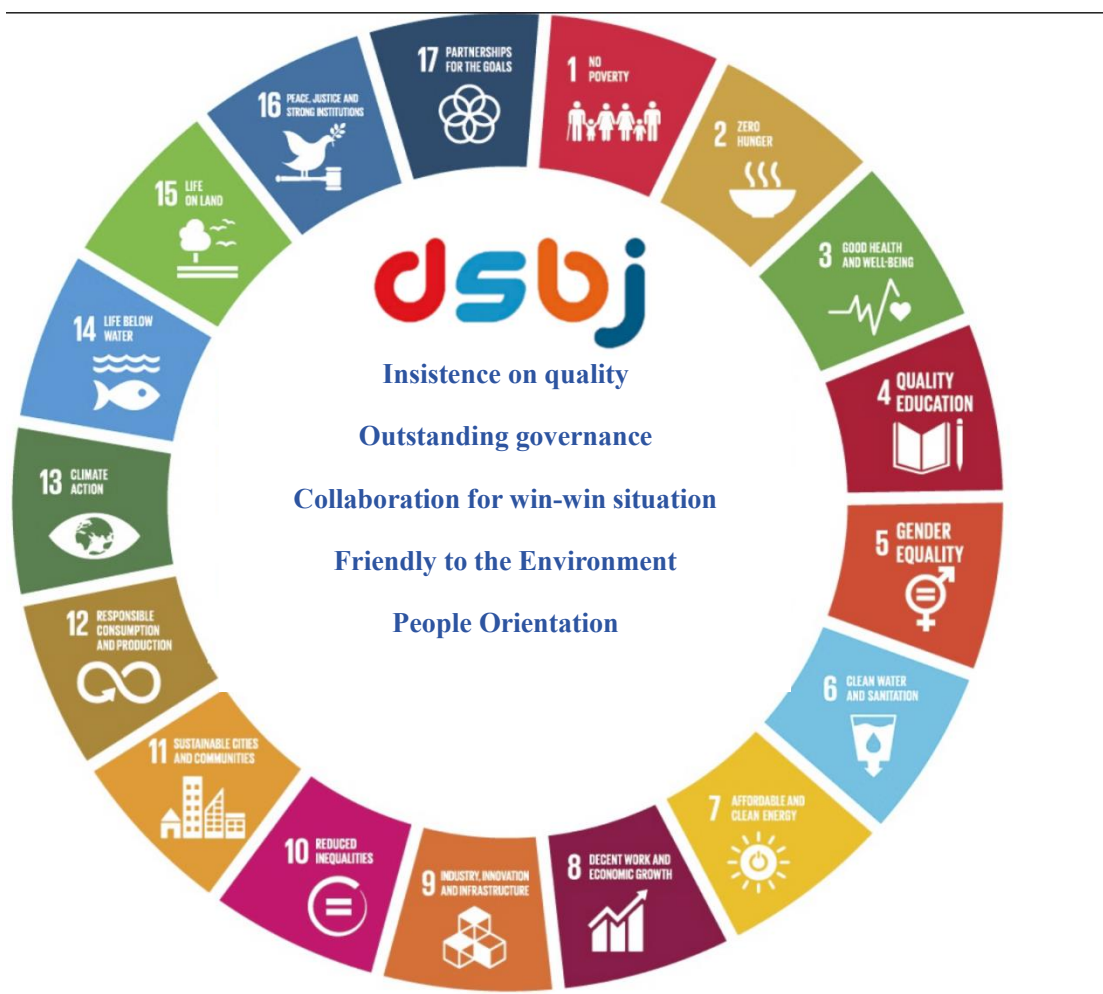 17 PARTNERSHIPS
FOR THE GOALS
1 NO
POVERTY
2 ZERO
HUNGER
3 GOOD HEALTH
AND WELL-BEING
4 QUALITY
EDUCATION
5 GENDER
EQUALITY
6 CLEAN WATER
AND SANITATION
7 AFFORDABLE AND
CLEAN ENERGY
8 DECENT WORK AND
ECONOMIC GROWTH
9 INDUSTRY, INNOVATION
AND INFRASTRUCTURE
10 REDUCED
INEQUALITIES
11 SUSTAINABLE CITIES
AND COMMUNITIES
12 RESPONSIBLE
CONSUMPTION
AND PRODUCTION
13 CLIMATE
ACTION
14 LIFE BELOW
WATER
15 LIFE
ON LAND
16 PEACE, JUSTICE AND
STRONG INSTITUTIONS
dsbj
Insistence on quality
Outstanding governance
Collaboration for win-win situation
Friendly to the Environment
People Orientation